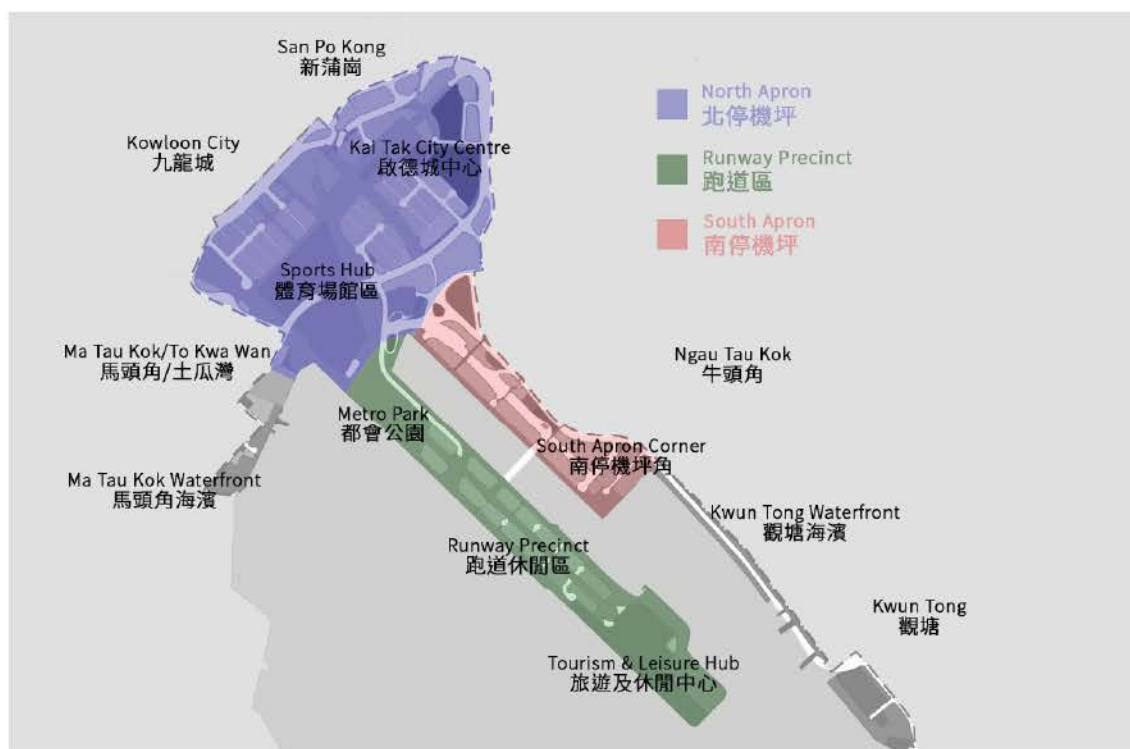 San Po Kong
新蒲崗
North Apron
北停機坪
Kowloon City
九龍城
Kai Tak City Centre
啟德城中心
Runway Precinct
跑道區
South Apron
南停機坪
Sports Hub
體育場館區
Ma Tau Kok/To Kwa Wan
馬頭角/土瓜灣
Ngau Tau Kok
牛頭角
Metro Park
都會公園
South Apron Corner
南停機坪角
Ma Tau Kok Waterfront
馬頭角海濱
Kwun Tong Waterfront
觀塘海濱
Runway Precinct
跑道休閒區
Kwun Tong
觀塘
Tourism & Leisure Hub
旅遊及休閒中心